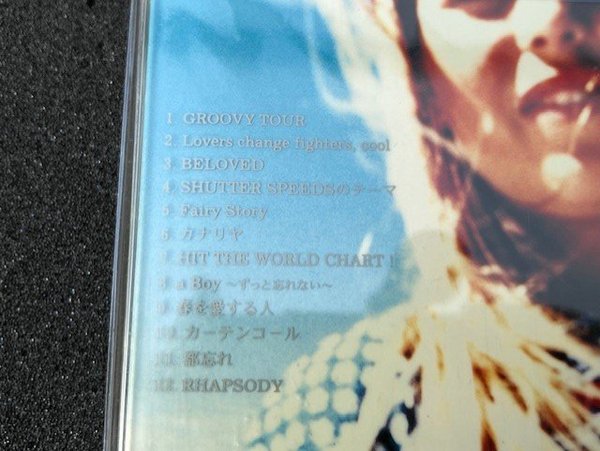 1. GROOVY TOUR
2. Lovers change fighters, cool
3. BELOVED
4. SHUTTER SPEEDSのテーマ
5. Fairy Story
6. カナリヤ
7. HIT THE WORLD CHART!
8. a Boy ～ずっと忘れない～
9. 春を愛する人
10. カーテンコール
11. 都忘れ
12. RHAPSODY